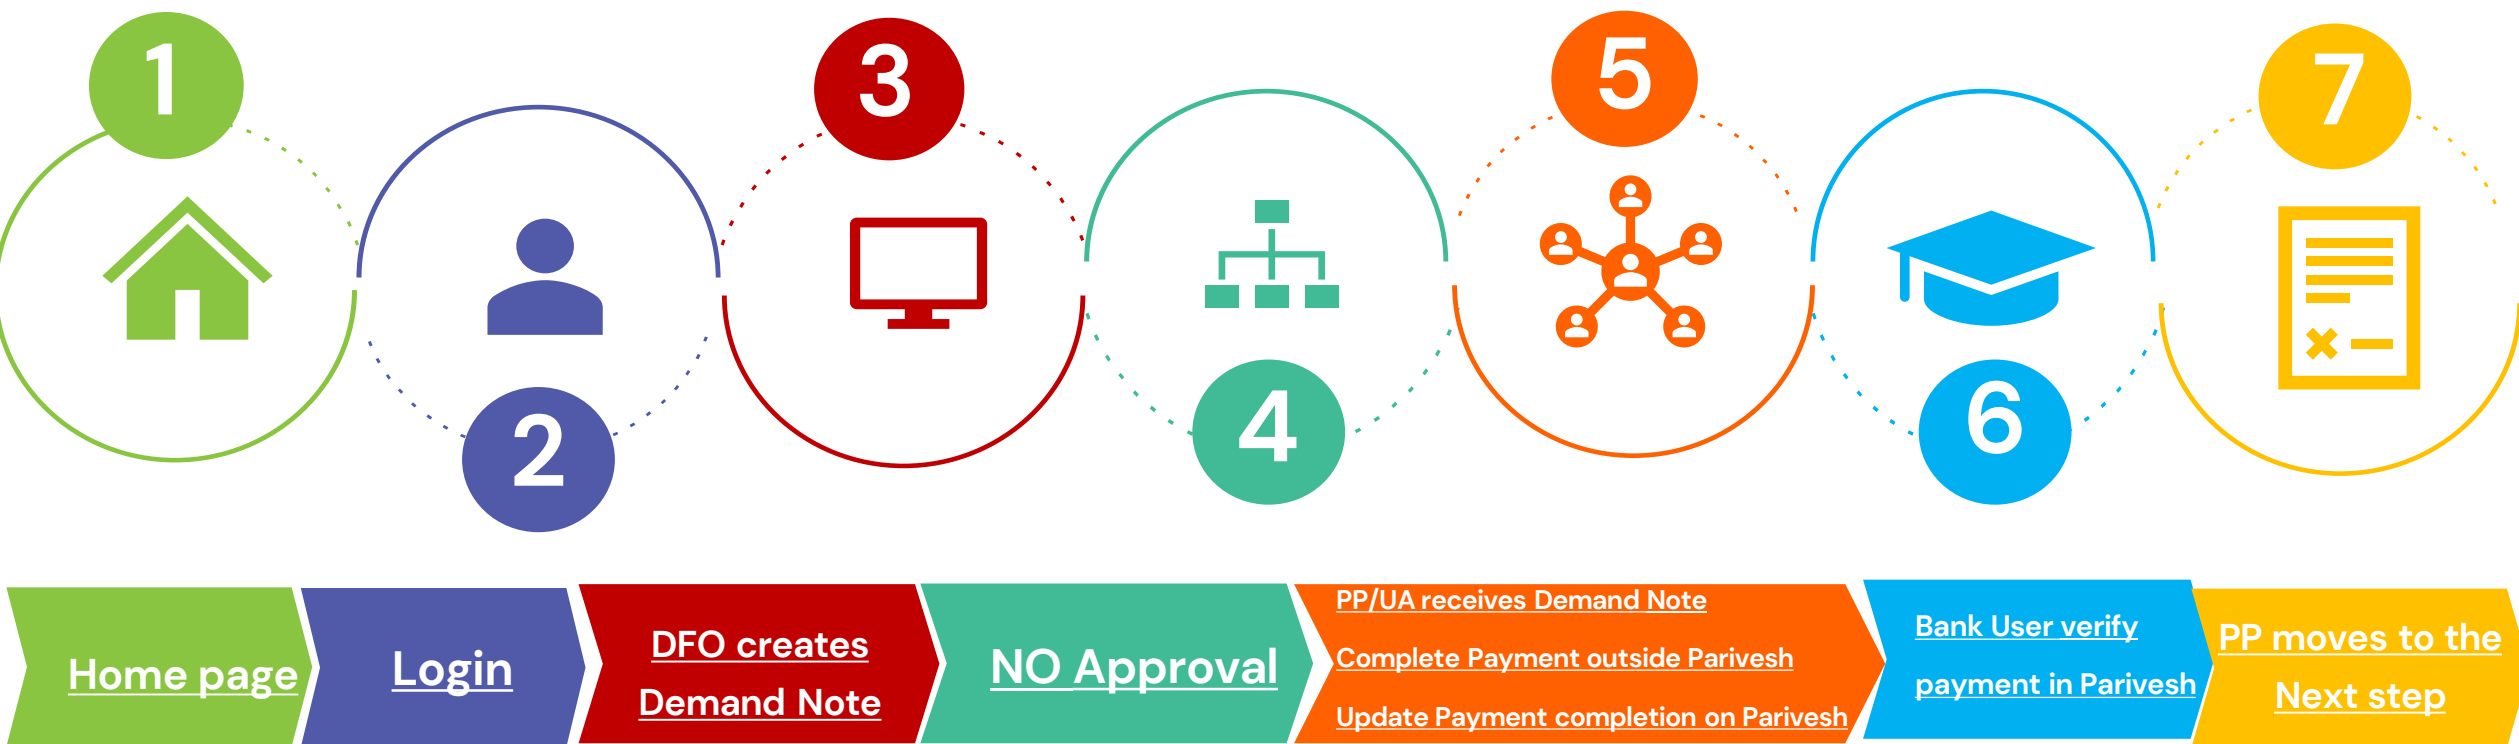 1
2
3
4
5
6
7
Home page
Login
DFO creates
Demand Note
NO Approval
PP/UA receives Demand Note
Complete Payment outside Parivesh
Update Payment completion on Parivesh
Bank User verify
payment in Parivesh
PP moves to the
Next step